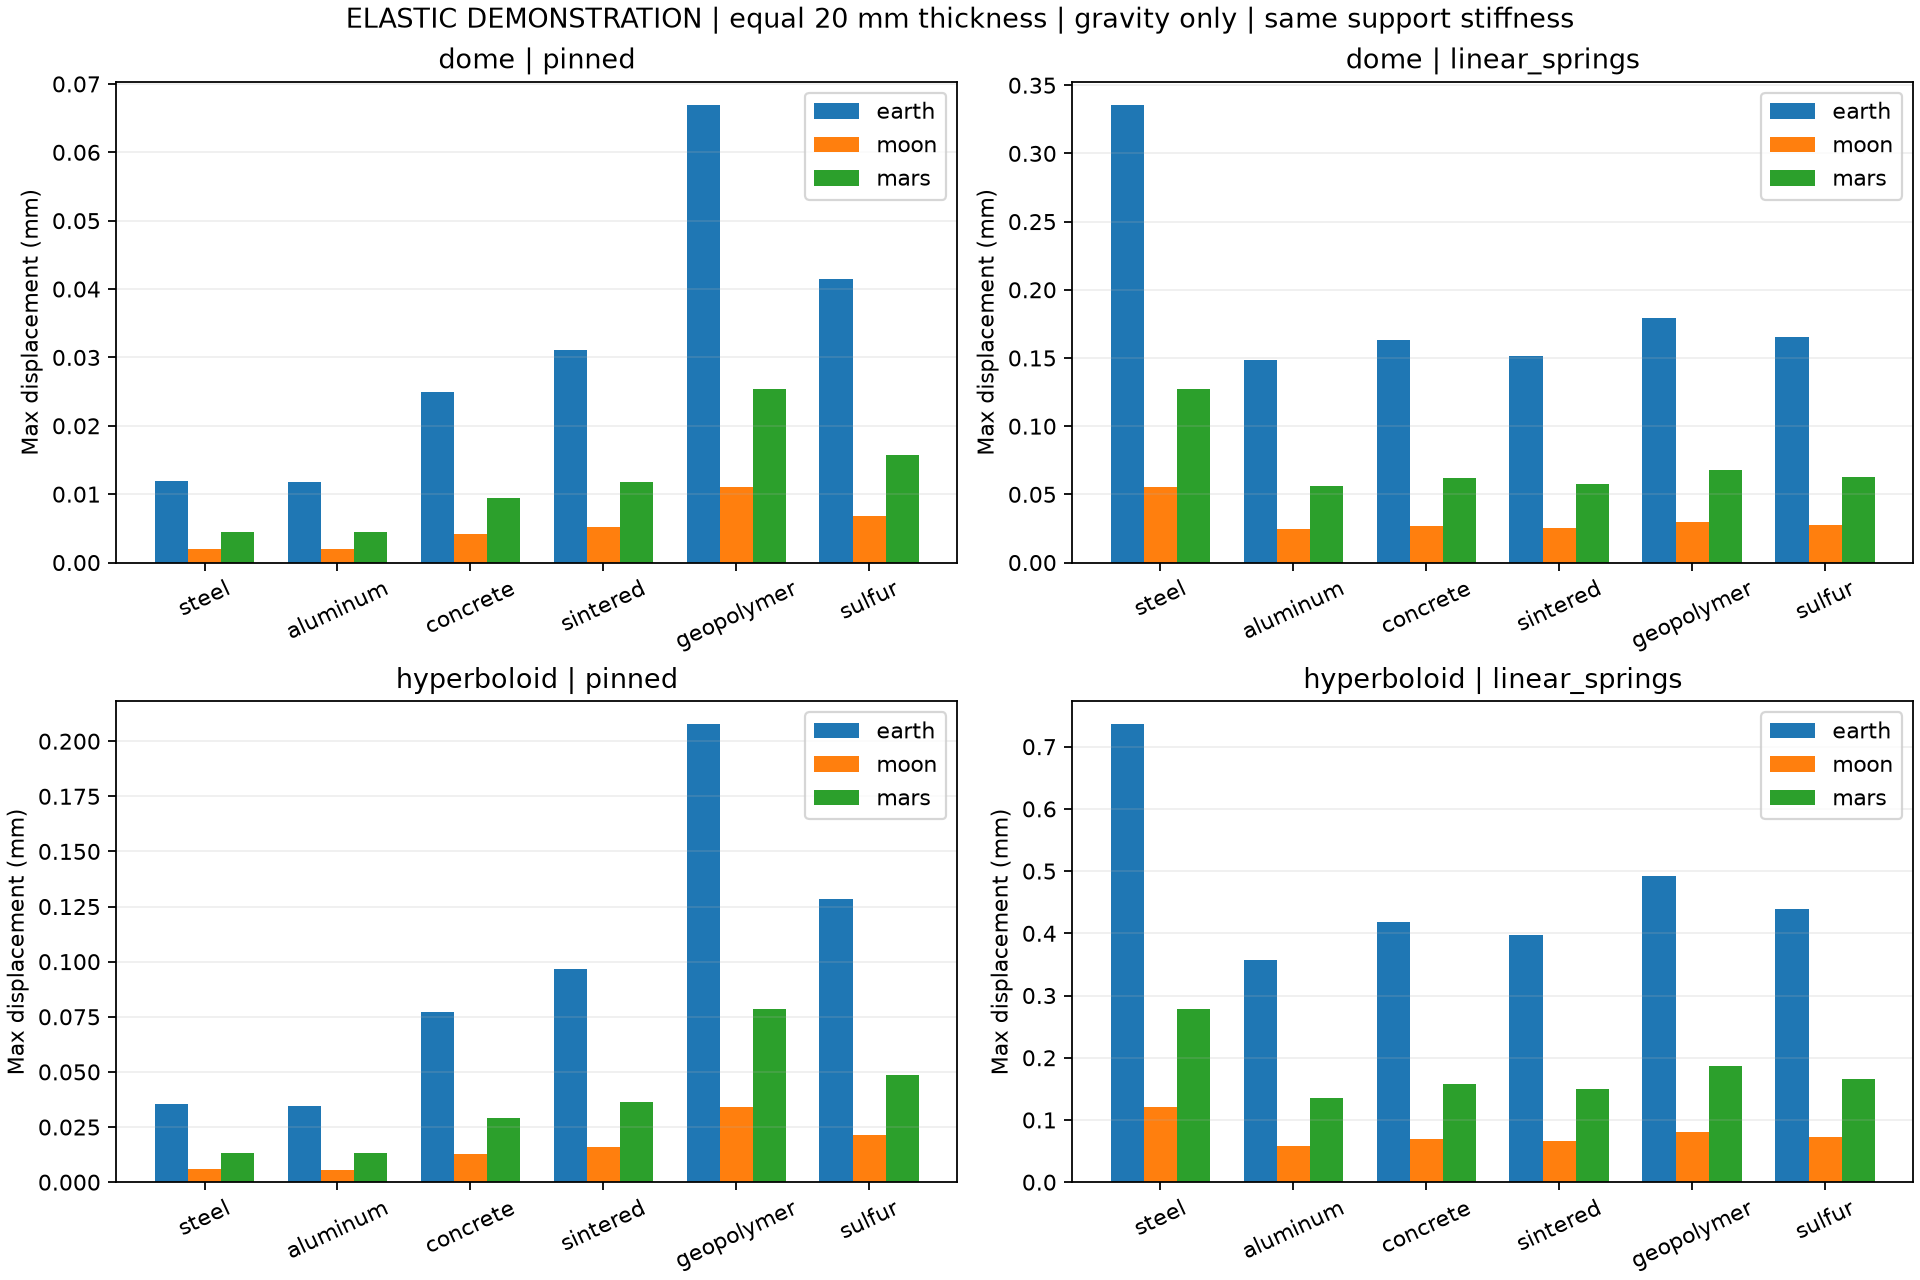 ELASTIC DEMONSTRATION | equal 20 mm thickness | gravity only | same support stiffness
dome | pinned
Max displacement (mm)
0.07
0.06
0.05
0.04
0.03
0.02
0.01
0.00
earth
moon
mars
steel
aluminum
concrete
sintered
geopolymer
sulfur
dome | linear_springs
Max displacement (mm)
0.35
0.30
0.25
0.20
0.15
0.10
0.05
0.00
earth
moon
mars
steel
aluminum
concrete
sintered
geopolymer
sulfur
hyperboloid | pinned
Max displacement (mm)
0.200
0.175
0.150
0.125
0.100
0.075
0.050
0.025
0.000
earth
moon
mars
steel
aluminum
concrete
sintered
geopolymer
sulfur
hyperboloid | linear_springs
Max displacement (mm)
0.7
0.6
0.5
0.4
0.3
0.2
0.1
0.0
earth
moon
mars
steel
aluminum
concrete
sintered
geopolymer
sulfur